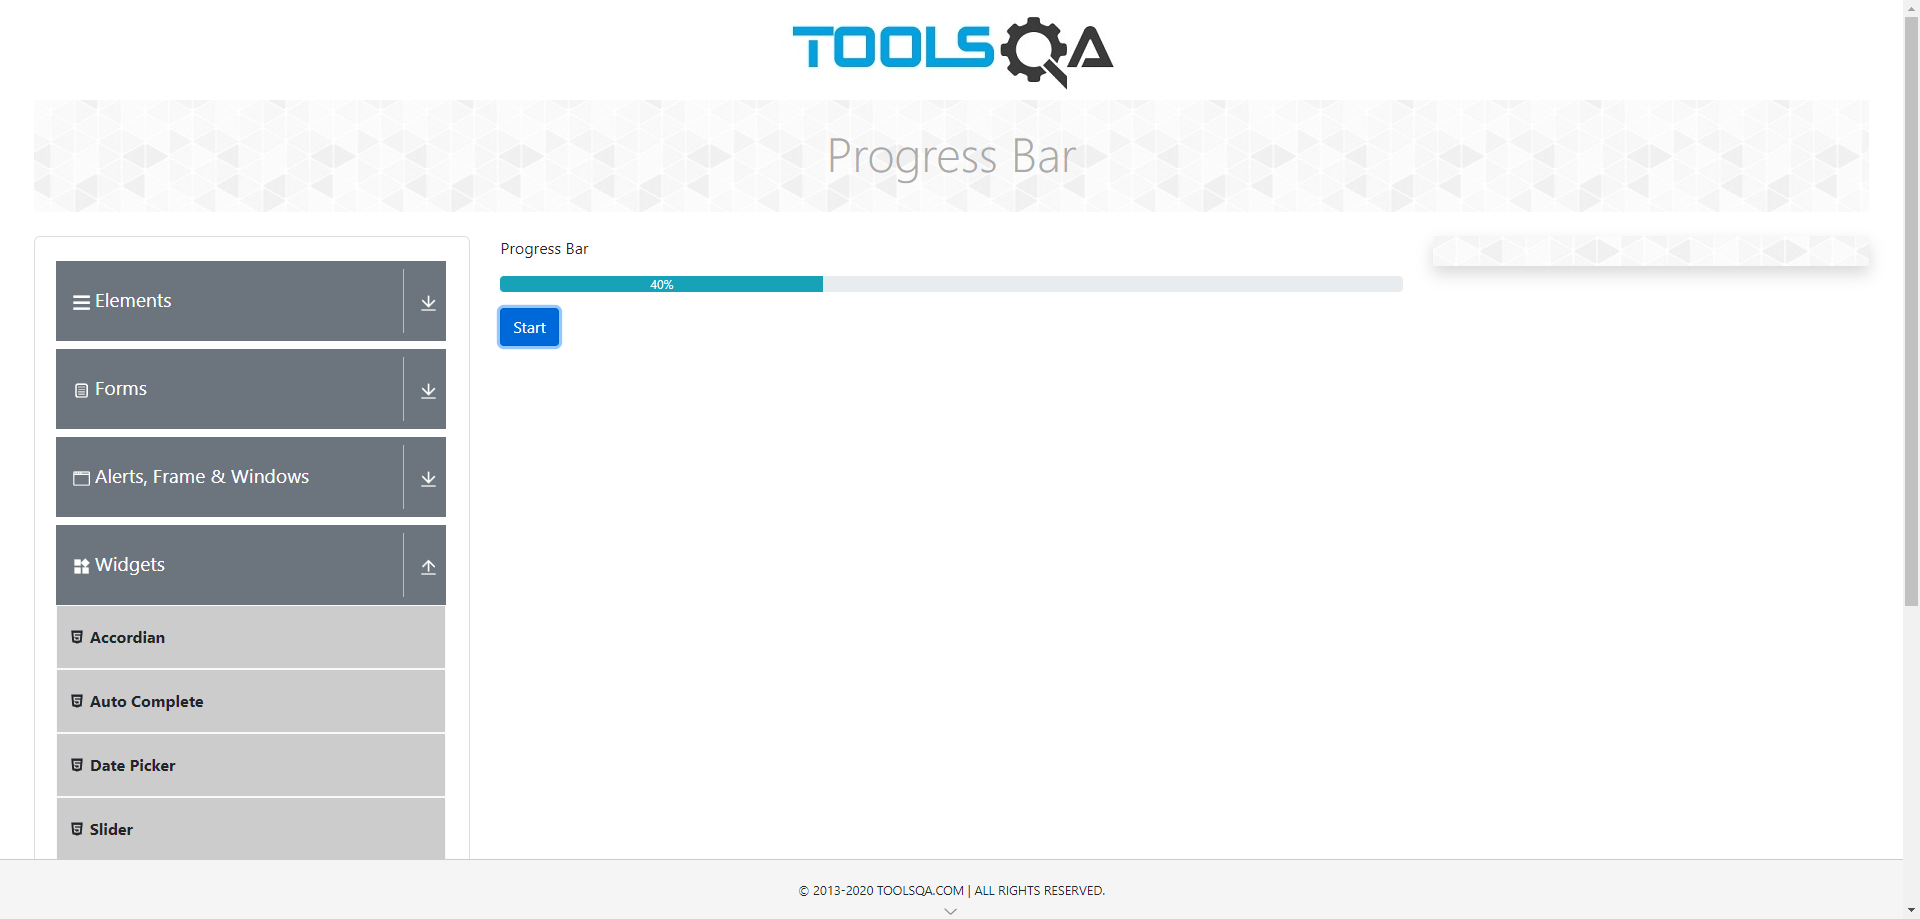 TOOLSQA
Progress Bar
Progress Bar
40%
Start
Elements
Forms
Alerts, Frame & Windows
Widgets
Accordian
Auto Complete
Date Picker
Slider
© 2013-2020 TOOLSQA.COM | ALL RIGHTS RESERVED.